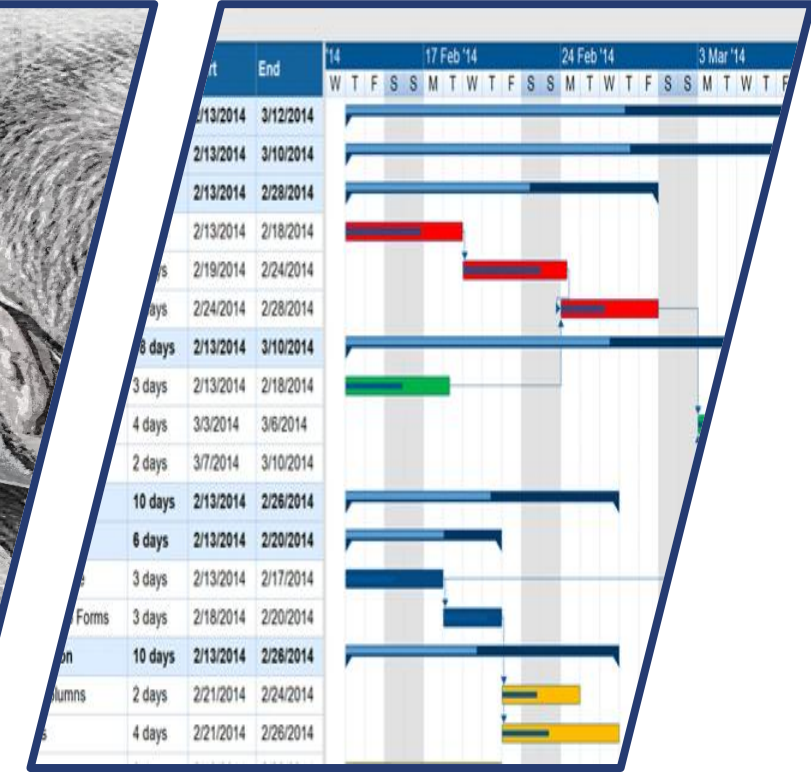 '14 17 Feb '14 24 Feb '14 3 Mar '14
End
W T F S S M T W T F S S M T W T F S S M T W T F
2/13/2014 3/12/2014
2/13/2014 3/10/2014
2/13/2014 2/28/2014
2/13/2014 2/18/2014
2/19/2014 2/24/2014
2/24/2014 2/28/2014
8 days 2/13/2014 3/10/2014
3 days 2/13/2014 2/18/2014
4 days 3/3/2014 3/6/2014
2 days 3/7/2014 3/10/2014
10 days 2/13/2014 2/26/2014
6 days 2/13/2014 2/20/2014
3 days 2/13/2014 2/17/2014
Forms 3 days 2/18/2014 2/20/2014
10 days 2/13/2014 2/26/2014
2 days 2/21/2014 2/24/2014
4 days 2/21/2014 2/26/2014